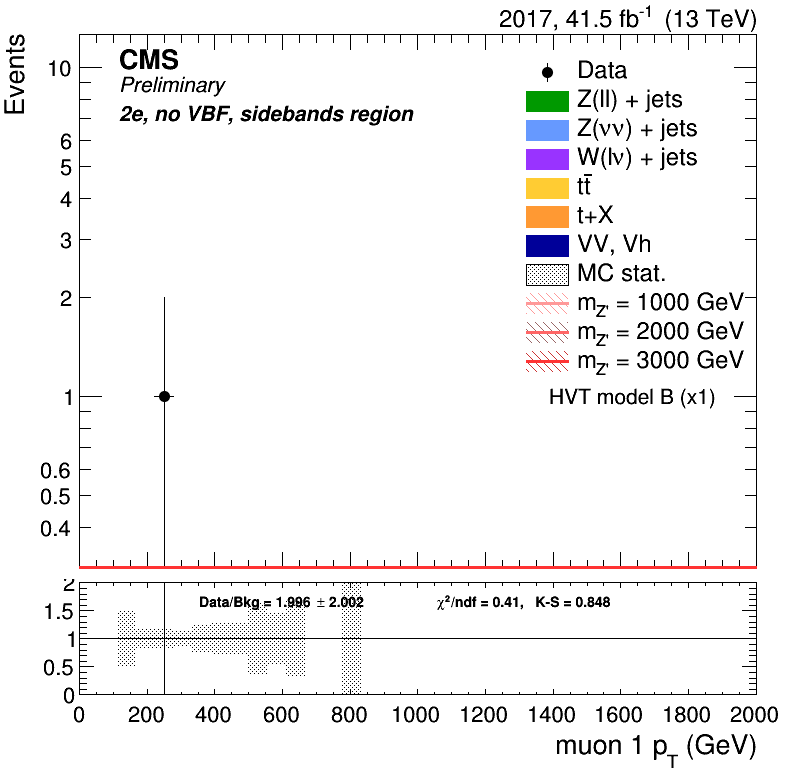 2017, 41.5 fb⁻¹ (13 TeV)
Events
CMS
Preliminary
2e, no VBF, sidebands region
Data
Z(ll) + jets
Z(νν) + jets
W(lν) + jets
tt̄
t+X
VV, Vh
MC stat.
m_Z' = 1000 GeV
m_Z' = 2000 GeV
m_Z' = 3000 GeV
HVT model B (x1)
10
6
5
4
3
2
1
0.6
0.5
0.4
Data/Bkg = 1.996 ± 2.002 χ²/ndf = 0.41, K-S = 0.848
2
1.5
1
0.5
0
0 200 400 600 800 1000 1200 1400 1600 1800 2000
muon 1 p_T (GeV)